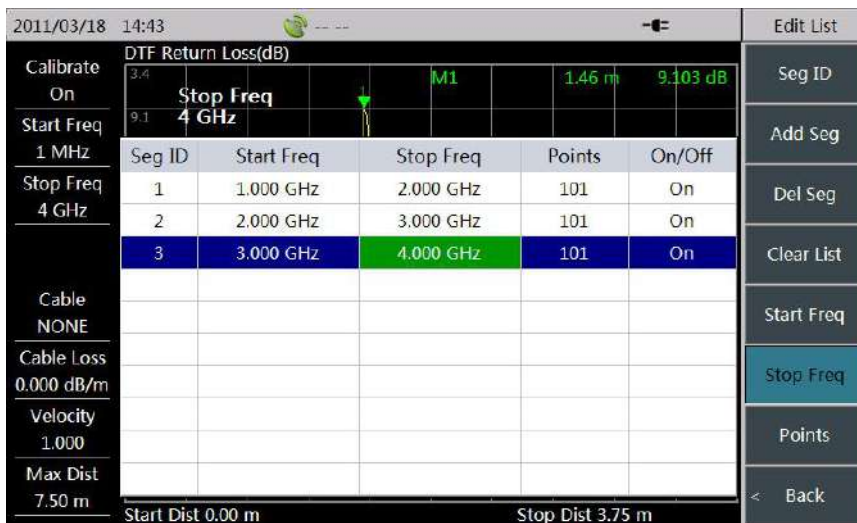 2011/03/18 14:43 -- -- Edit List
Calibrate
On
Start Freq
1 MHz
Stop Freq
4 GHz
Cable
NONE
Cable Loss
0.000 dB/m
Velocity
1.000
Max Dist
7.50 m
DTF Return Loss(dB)
3.4 M1 1.46 m 9.103 dB
Stop Freq
1
9.1 4 GHz
Seg ID Start Freq Stop Freq Points On/Off
1 1.000 GHz 2.000 GHz 101 On
2 2.000 GHz 3.000 GHz 101 On
3 3.000 GHz 4.000 GHz 101 On
Start Dist 0.00 m Stop Dist 3.75 m
Seg ID
Add Seg
Del Seg
Clear List
Start Freq
Stop Freq
Points
< Back